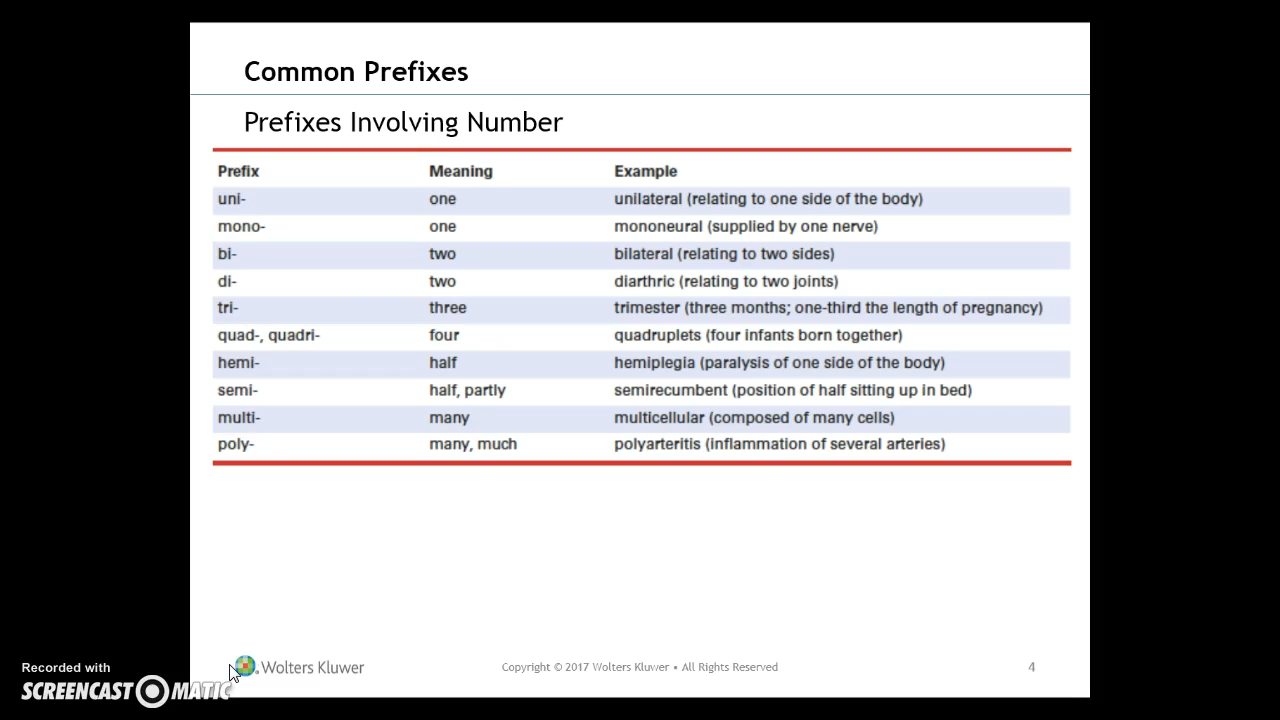 Common Prefixes
Prefixes Involving Number
Prefix Meaning Example
uni- one unilateral (relating to one side of the body)
mono- one mononeural (supplied by one nerve)
bi- two bilateral (relating to two sides)
di- two diarthric (relating to two joints)
tri- three trimester (three months; one-third the length of pregnancy)
quad-, quadri- four quadruplets (four infants born together)
hemi- half hemiplegia (paralysis of one side of the body)
semi- half, partly semirecumbent (position of half sitting up in bed)
multi- many multicellular (composed of many cells)
poly- many, much polyarteritis (inflammation of several arteries)
Recorded with
SCREENCAST O MATIC
Wolters Kluwer
Copyright © 2017 Wolters Kluwer • All Rights Reserved
4